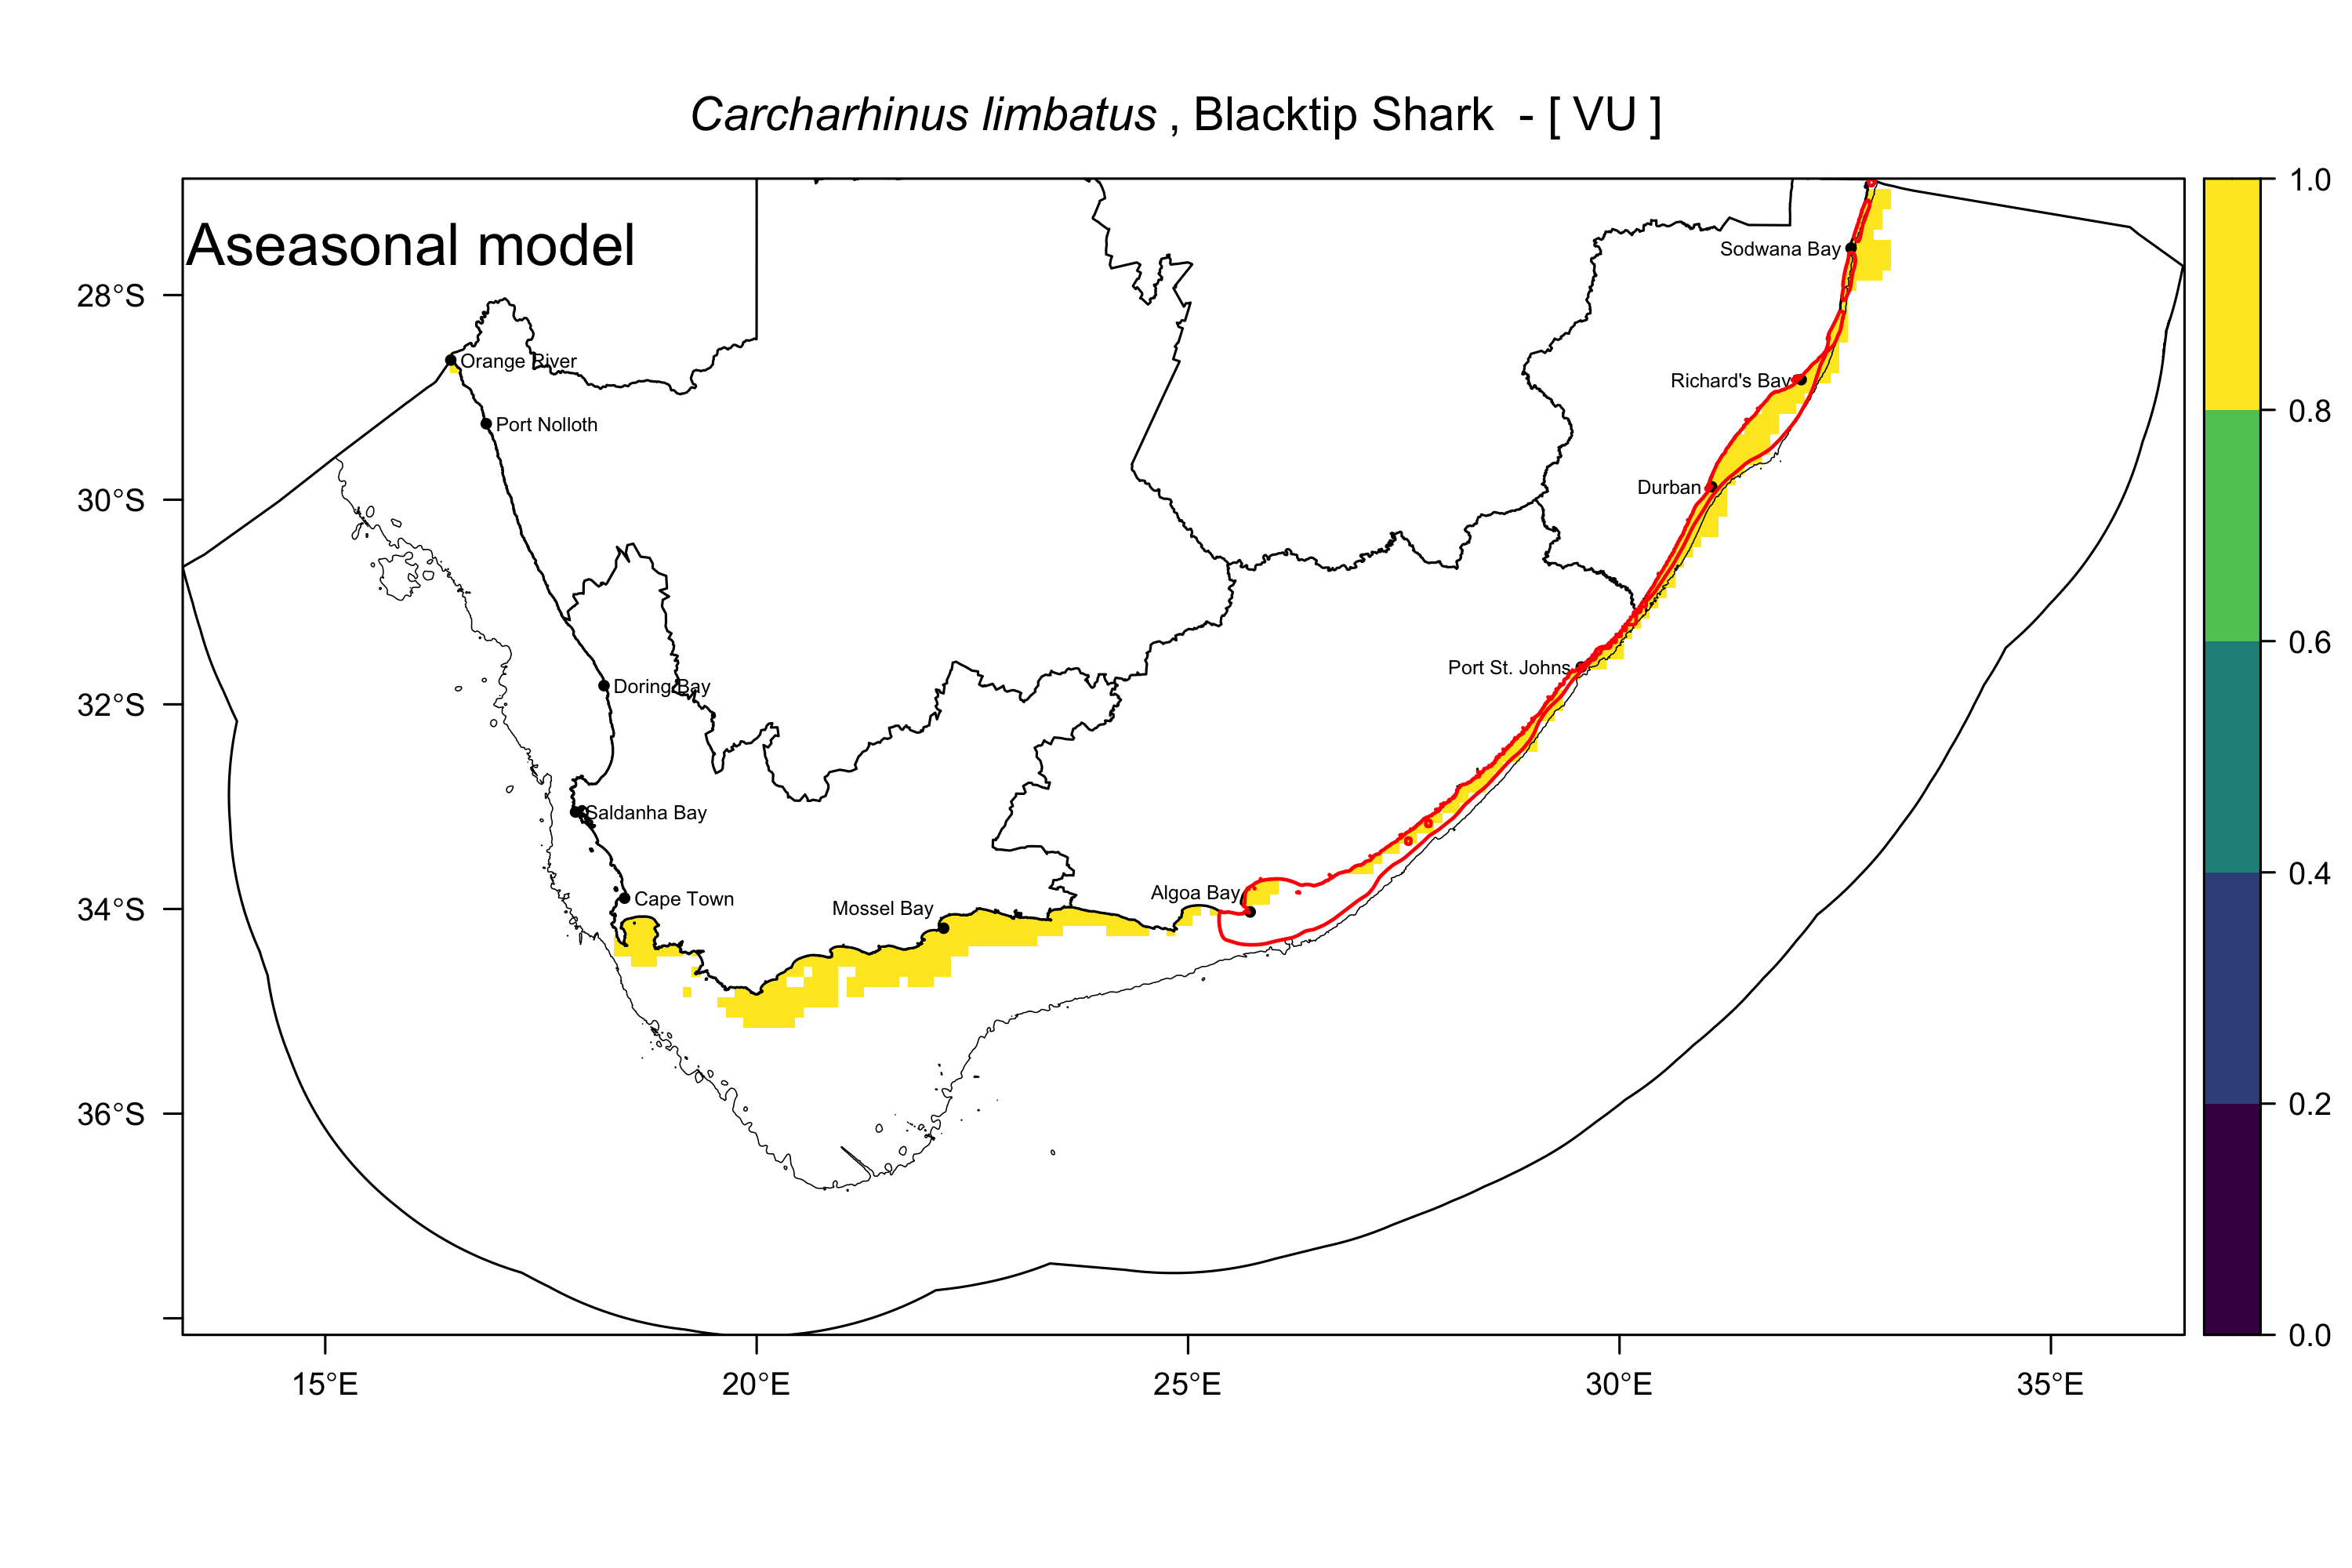 Carcharhinus limbatus , Blacktip Shark - [ VU ]
Aseasonal model
1.0
0.8
0.6
0.4
0.2
0.0
28°S
30°S
32°S
34°S
36°S
15°E
20°E
25°E
30°E
35°E
Sodwana Bay
Orange River
Richard's Bay
Port Nolloth
Durban
Port St. Johns
Doring Bay
Saldanha Bay
Algoa Bay
Cape Town
Mossel Bay